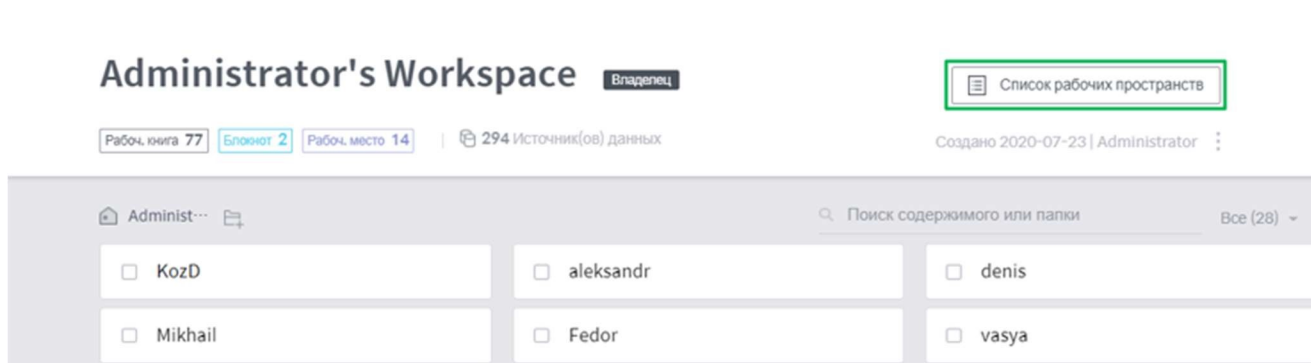 Administrator's Workspace Владелец
Список рабочих пространств
Рабоч. книга 77 Блокнот 2 Рабоч. место 14 | 294 Источник(ов) данных
Создано 2020-07-23 | Administrator
Administ···
Поиск содержимого или папки
Все (28)
KozD aleksandr denis
Mikhail Fedor vasya